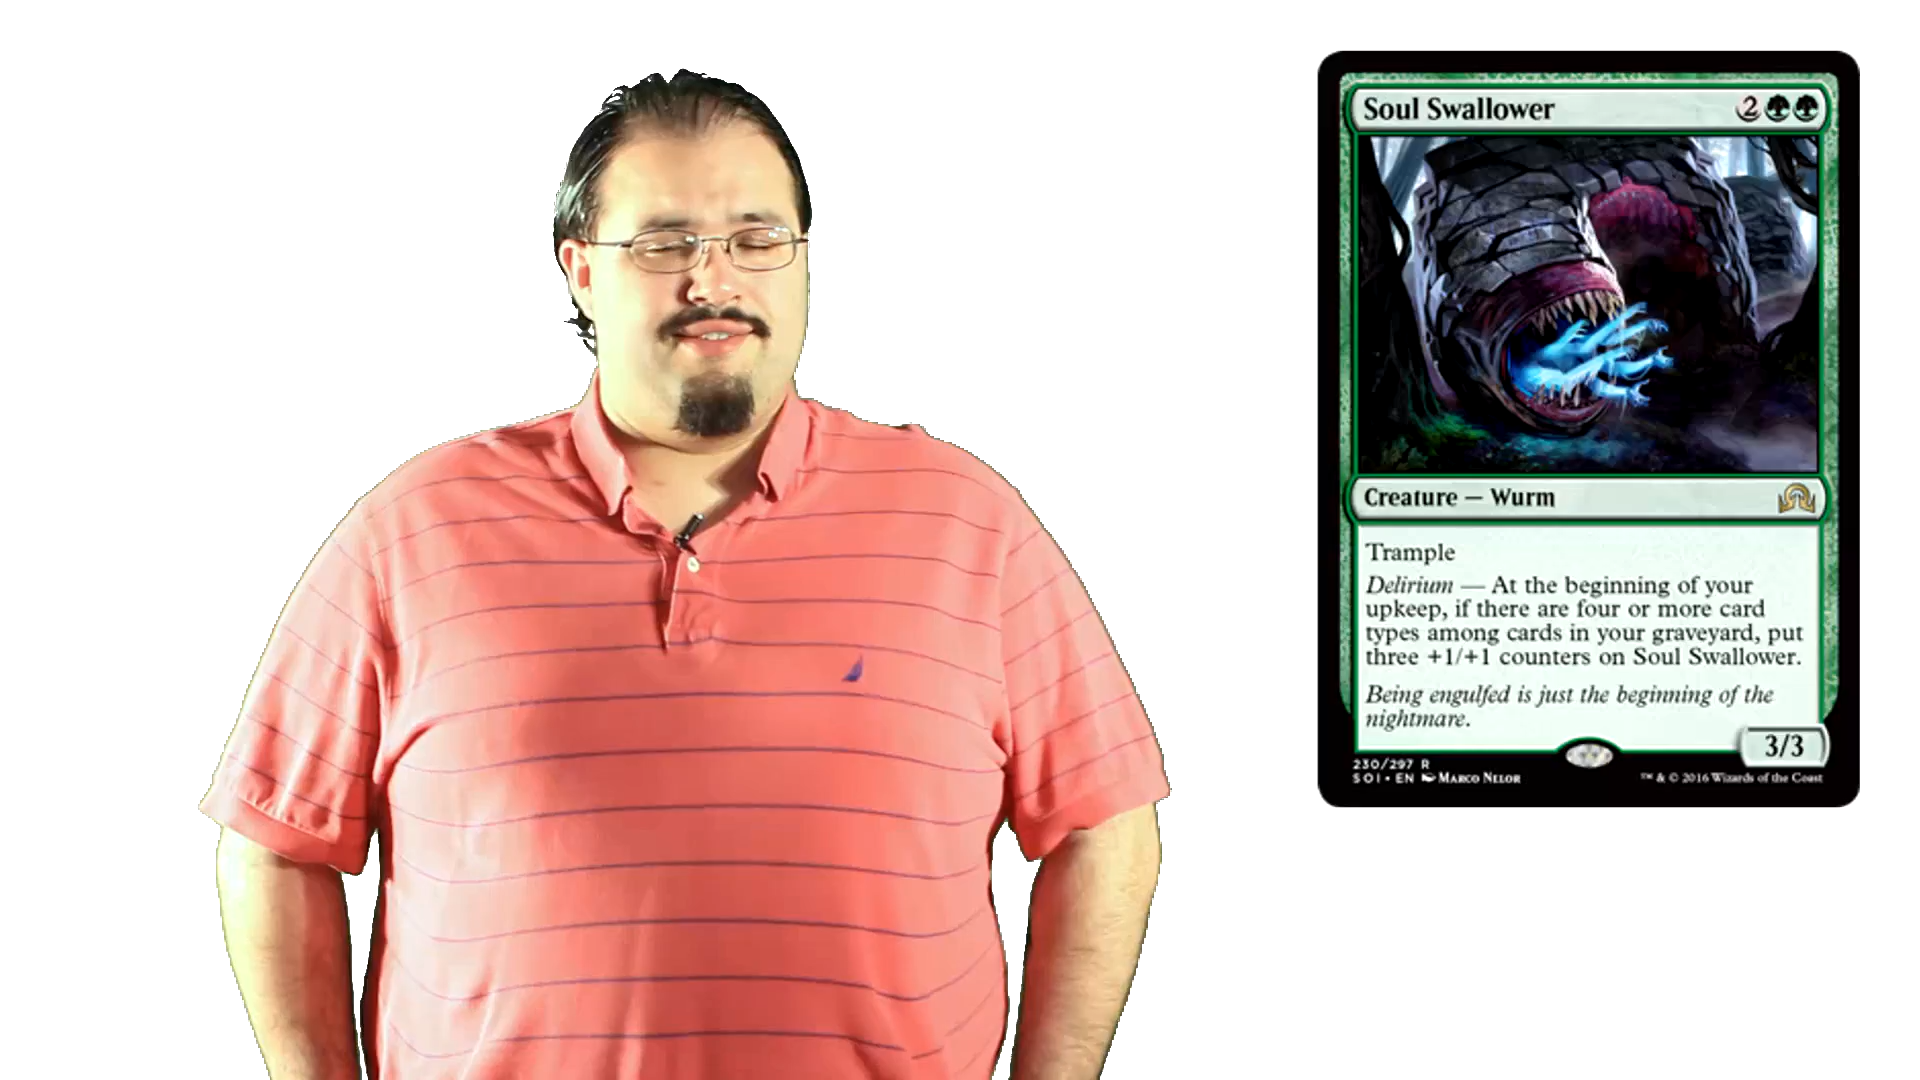 Soul Swallower 2
Creature — Wurm
Trample
Delirium — At the beginning of your
upkeep, if there are four or more card
types among cards in your graveyard, put
three +1/+1 counters on Soul Swallower.
Being engulfed is just the beginning of the
nightmare.
3/3
230/297 R
SOI • EN Marco Nelor
™ & © 2016 Wizards of the Coast